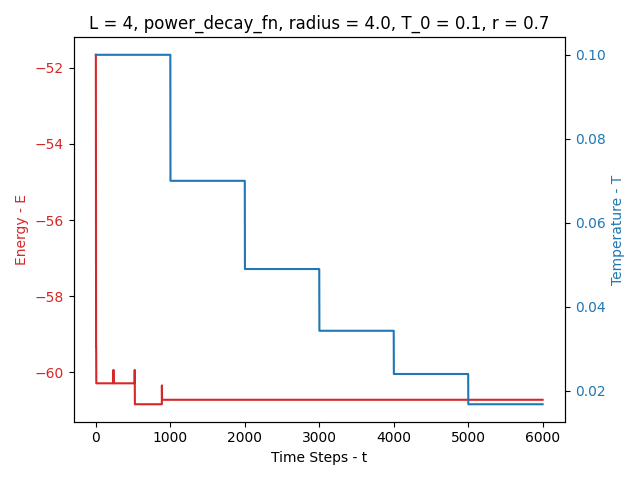 L = 4, power_decay_fn, radius = 4.0, T_0 = 0.1, r = 0.7
Energy - E
−52
−54
−56
−58
−60
0.10
0.08
0.06
0.04
0.02
Temperature - T
0 1000 2000 3000 4000 5000 6000
Time Steps - t